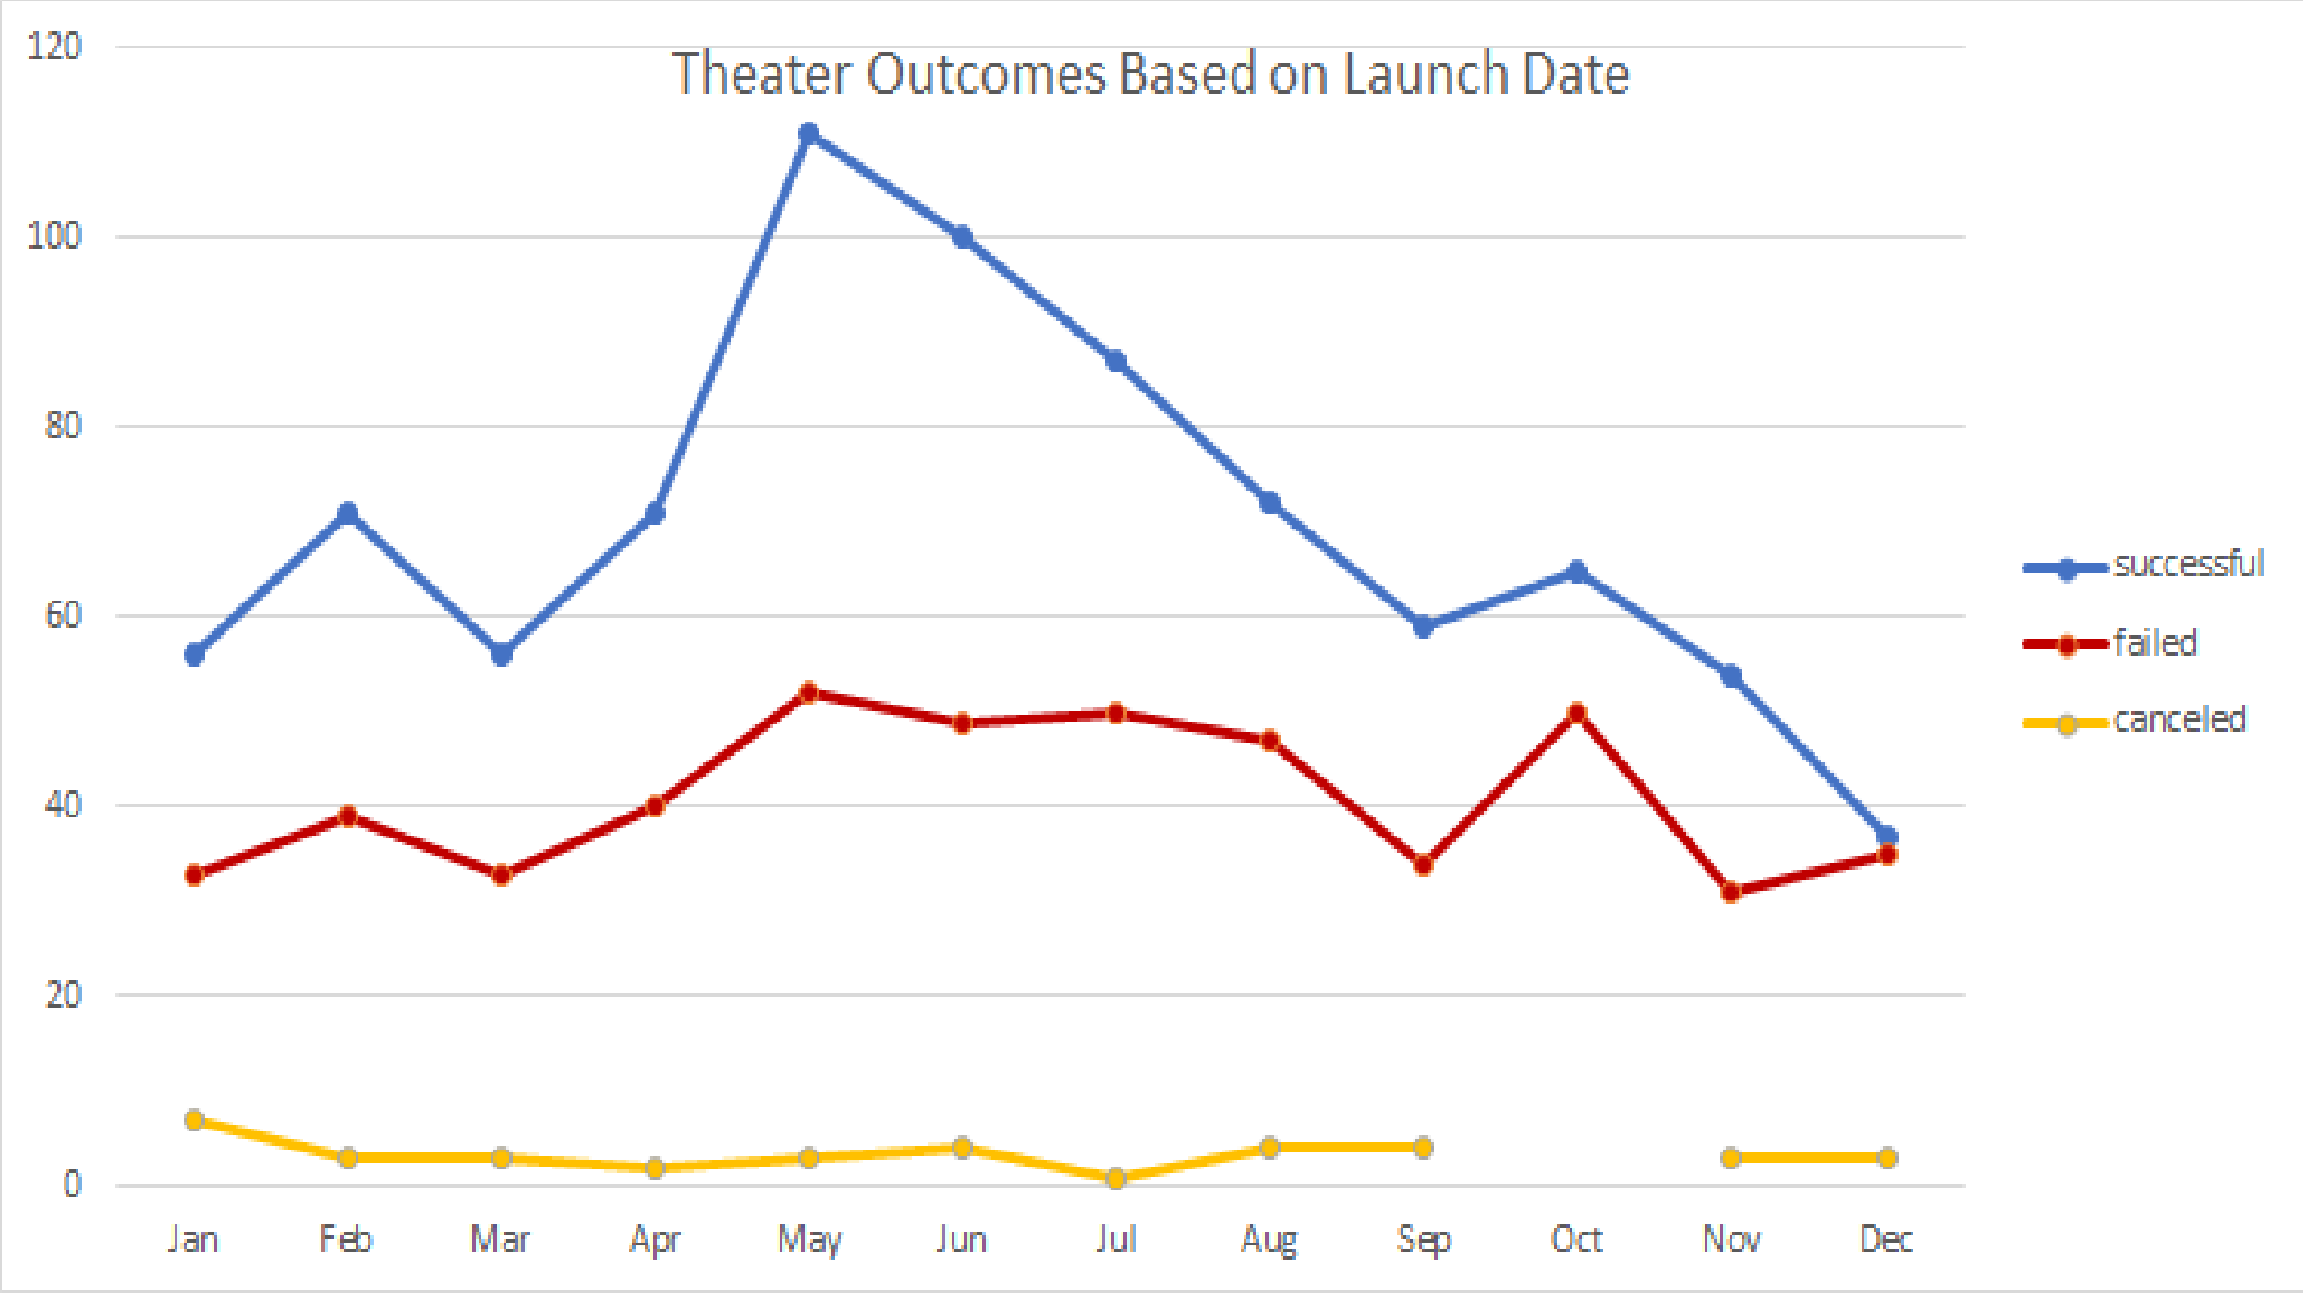 Theater Outcomes Based on Launch Date
120
100
80
60
40
20
0
Jan Feb Mar Apr May Jun Jul Aug Sep Oct Nov Dec
successful
failed
canceled